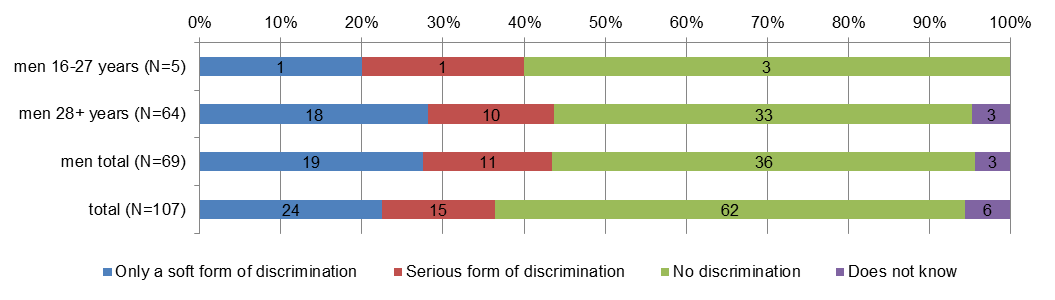 0% 10% 20% 30% 40% 50% 60% 70% 80% 90% 100%
men 16-27 years (N=5) 1 1 3
men 28+ years (N=64) 18 10 33 3
men total (N=69) 19 11 36 3
total (N=107) 24 15 62 6
Only a soft form of discrimination Serious form of discrimination No discrimination Does not know